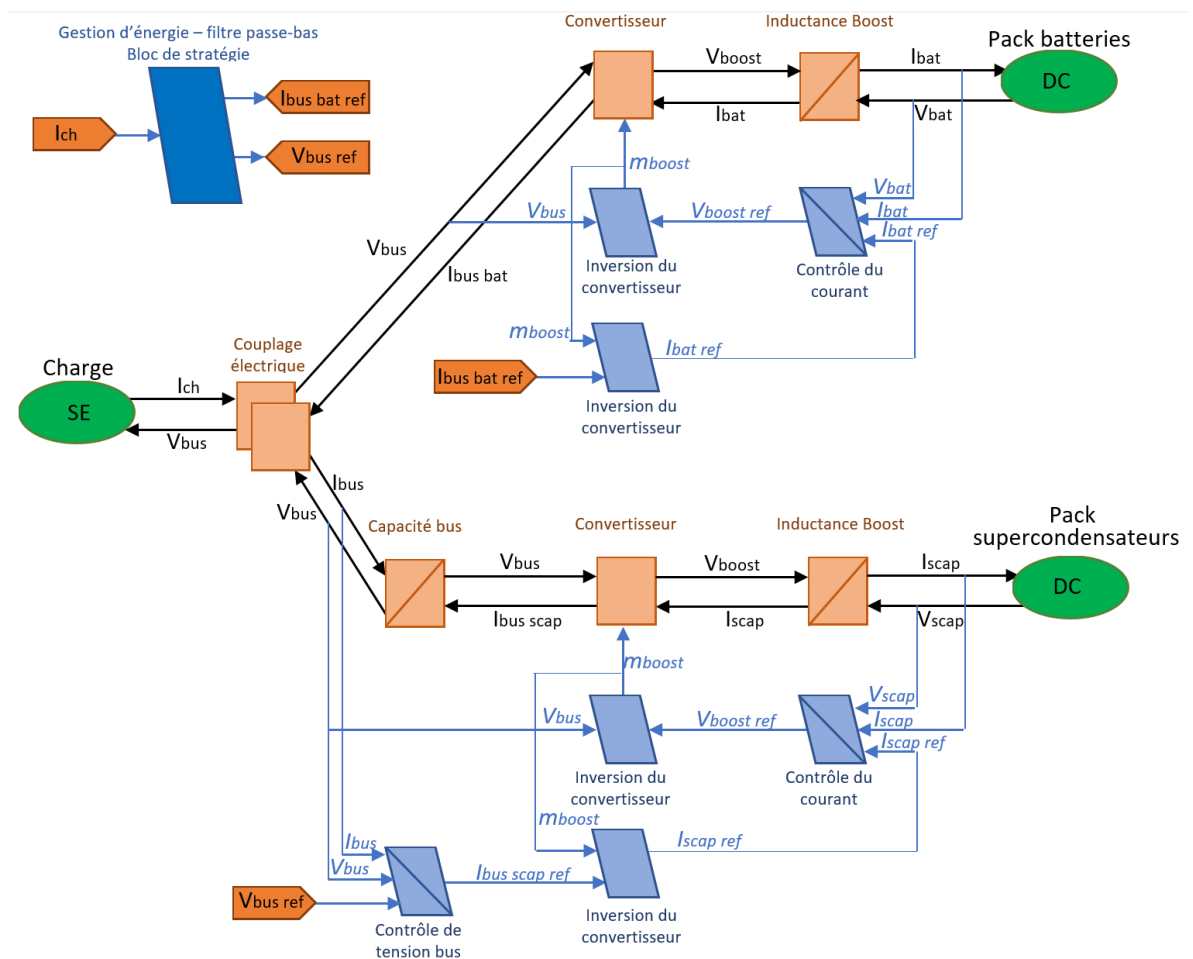 Gestion d'énergie – filtre passe-bas
Bloc de stratégie
Ich
Ibus bat ref
Vbus ref
Convertisseur
Inductance Boost
Pack batteries
DC
Vboost
Ibat
Ibat
Vbat
mboost
Vbus
Vboost ref
Vbat
Ibat
Ibat ref
Inversion du
convertisseur
Contrôle du
courant
Vbus
Ibus bat
mboost
Ibat ref
Ibus bat ref
Inversion du
convertisseur
Couplage
électrique
Charge
SE
Ich
Vbus
Ibus
Vbus
Capacité bus
Convertisseur
Inductance Boost
Pack
supercondensateurs
DC
Vbus
Ibus scap
Vboost
Iscap
Iscap
Vscap
mboost
Vbus
Vboost ref
Vscap
Iscap
Iscap ref
Inversion du
convertisseur
Contrôle du
courant
mboost
Iscap ref
Ibus
Vbus
Ibus scap ref
Vbus ref
Contrôle de
tension bus
Inversion du
convertisseur